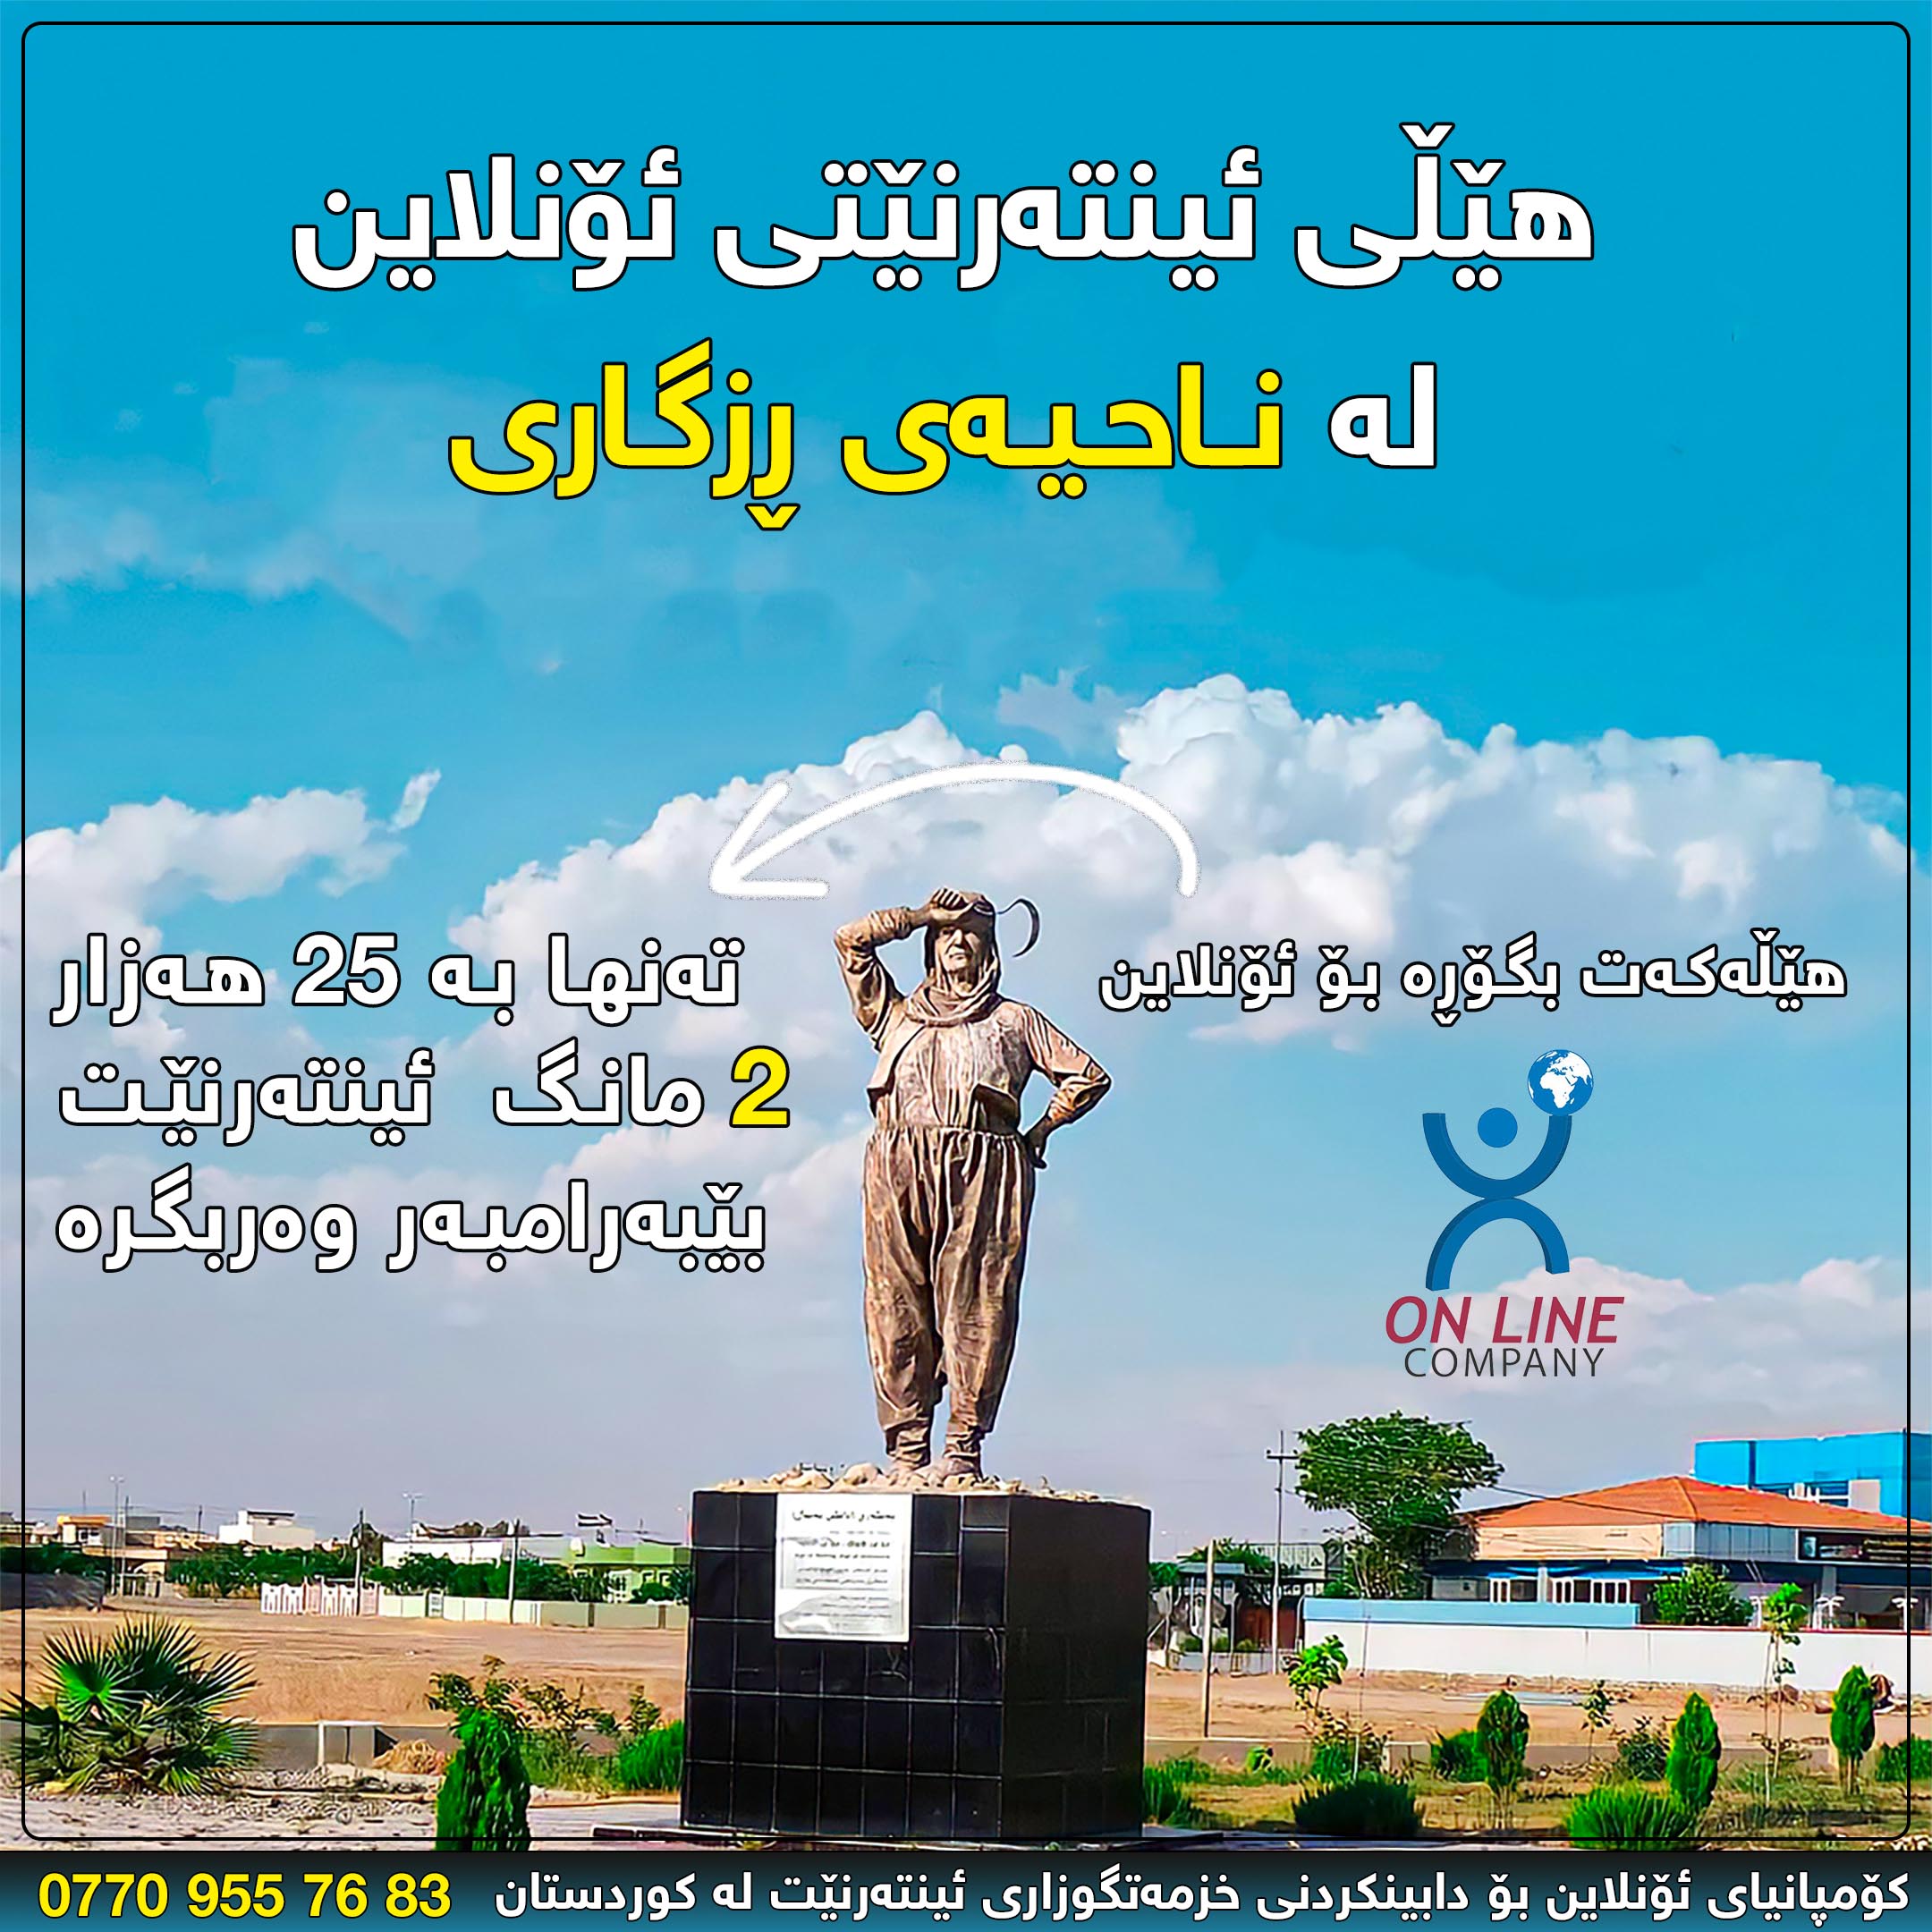 هێڵی ئینتەرنێتی ئۆنلاین
لە ناحیەی ڕزگاری
هێڵەکەت بگۆڕە بۆ ئۆنلاین
ON LINE
COMPANY
تەنها بە 25 هەزار
2 مانگ ئینتەرنێت
بێبەرامبەر وەربگرە
کۆمپانیای ئۆنلاین بۆ دابینکردنی خزمەتگوزاری ئینتەرنێت لە کوردستان 0770 955 76 83